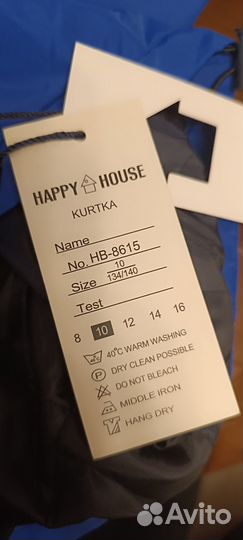 HAPPY HOUSE
KURTKA
Name
No. HB-8615
Size 10
134/140
Test
8 10 12 14 16
40°C WARM WASHING
P DRY CLEAN POSSIBLE
DO NOT BLEACH
MIDDLE IRON
HANG DRY
Avito